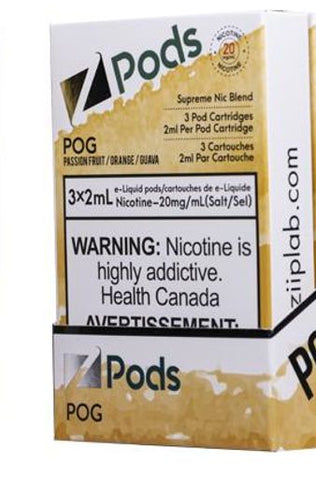 Z Pods
NICOTINE
20
mg/mL
NICOTINE
Supreme Nic Blend
3 Pod Cartridges
2ml Per Pod Cartridge
POG
PASSION FRUIT / ORANGE / GUAVA
3 Cartouches
2ml Par Cartouche
3×2mL
e-Liquid pods/cartouches de e-Liquide
Nicotine-20mg/mL(Salt/Sel)
WARNING: Nicotine is
highly addictive.
Health Canada
AVERTISSEMENT:
Z Pods
POG
ziiplab.com